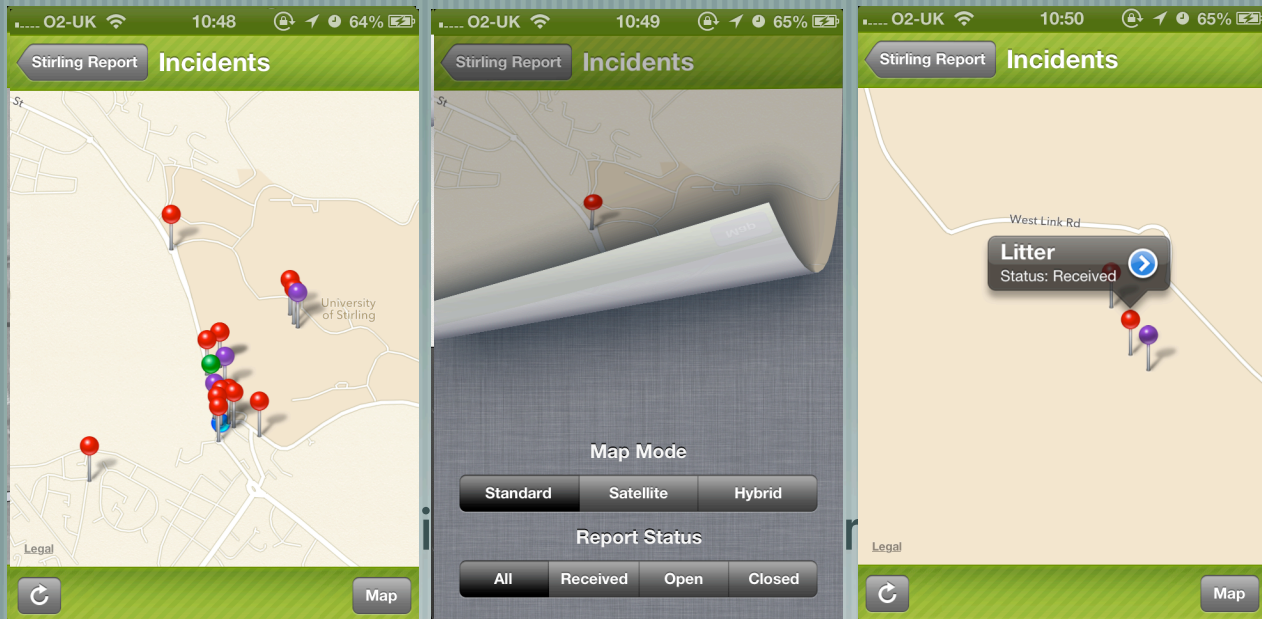 O2-UK 10:48 64%
Stirling Report Incidents
St
University
of Stirling
Legal
Map
O2-UK 10:49 65%
Stirling Report Incidents
St
Map
Map Mode
Standard Satellite Hybrid
Report Status
All Received Open Closed
O2-UK 10:50 65%
Stirling Report Incidents
West Link Rd
Litter
Status: Received
Legal
Map